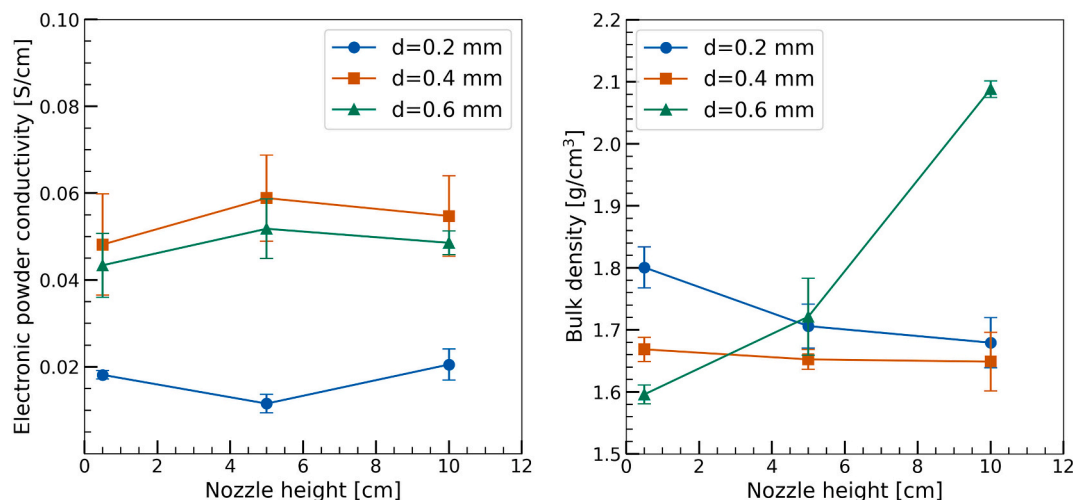 Electronic powder conductivity [S/cm]
0.10
0.08
0.06
0.04
0.02
d=0.2 mm
d=0.4 mm
d=0.6 mm
0 2 4 6 8 10 12
Nozzle height [cm]
Bulk density [g/cm³]
2.2
2.1
2.0
1.9
1.8
1.7
1.6
1.5
d=0.2 mm
d=0.4 mm
d=0.6 mm
0 2 4 6 8 10 12
Nozzle height [cm]